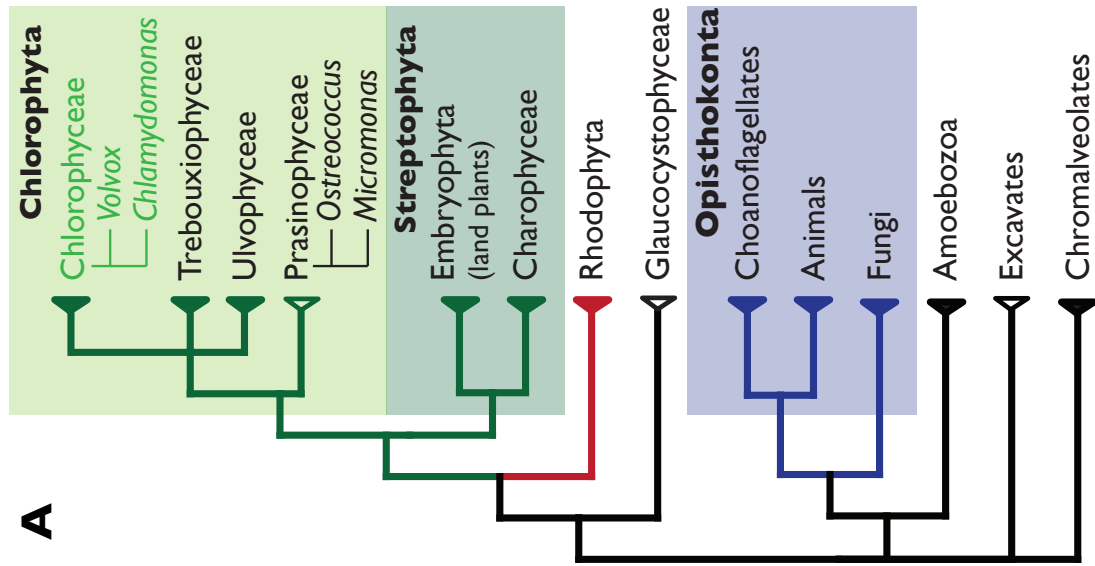 A
Chlorophyta
Chlorophyceae
Volvox
Chlamydomonas
Trebouxiophyceae
Ulvophyceae
Prasinophyceae
Ostreococcus
Micromonas
Streptophyta
Embryophyta
(land plants)
Charophyceae
Rhodophyta
Glaucocystophyceae
Opisthokonta
Choanoflagellates
Animals
Fungi
Amoebozoa
Excavates
Chromalveolates